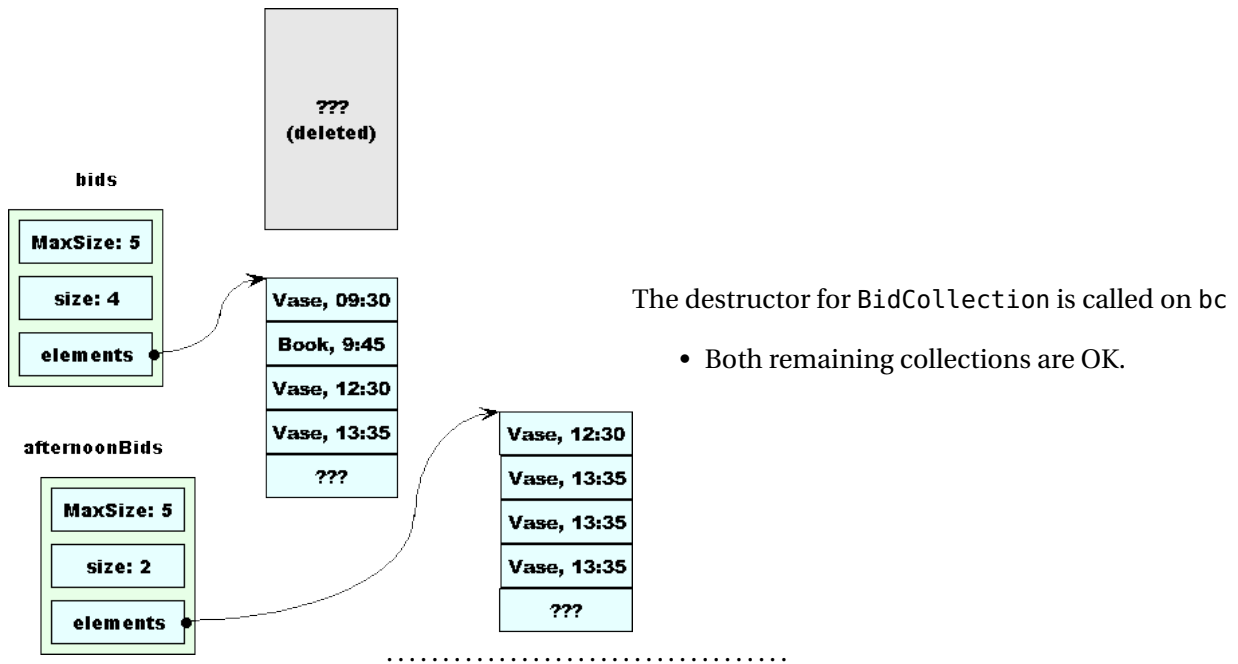 ???
(deleted)
bids
MaxSize: 5
size: 4
elements
Vase, 09:30
Book, 9:45
Vase, 12:30
Vase, 13:35
???
The destructor for BidCollection is called on bc
• Both remaining collections are OK.
afternoonBids
MaxSize: 5
size: 2
elements
Vase, 12:30
Vase, 13:35
Vase, 13:35
Vase, 13:35
???
....................................